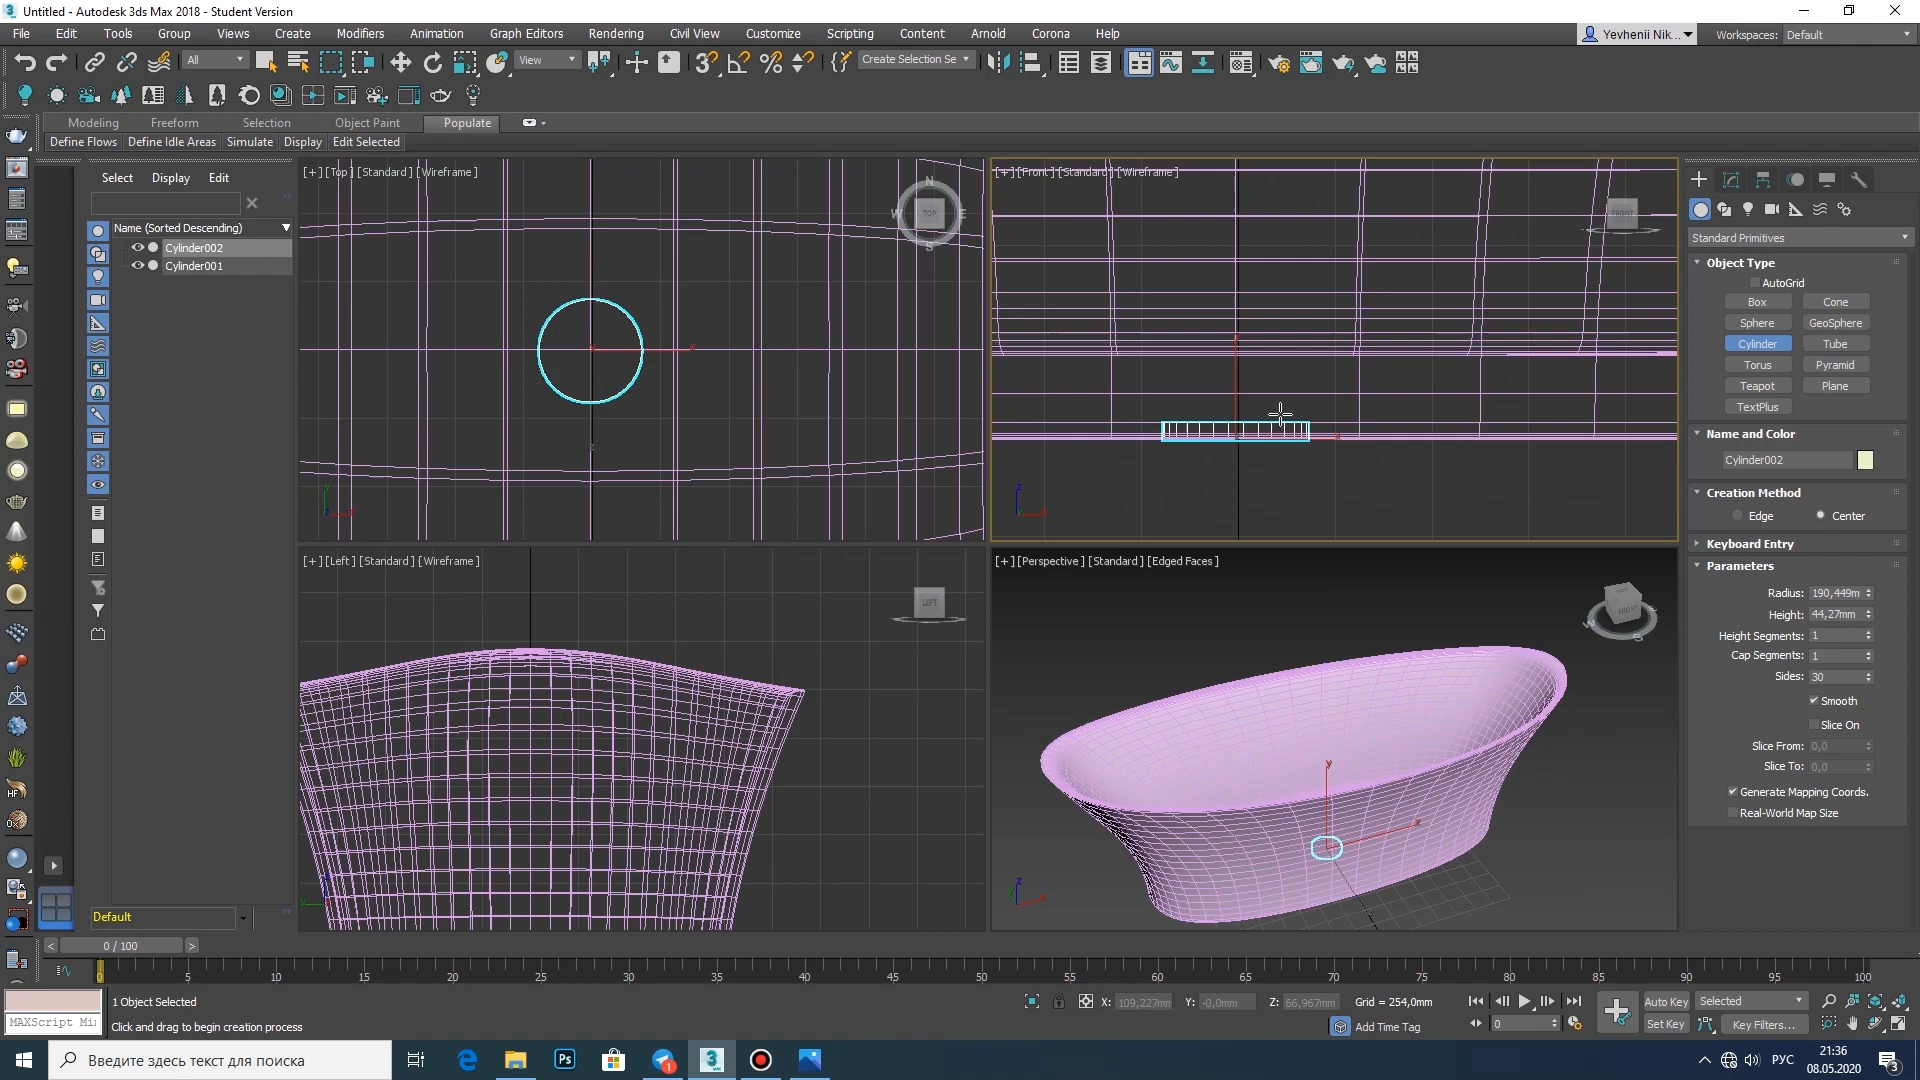 Untitled - Autodesk 3ds Max 2018 - Student Version
File Edit Tools Group Views Create Modifiers Animation Graph Editors Rendering Civil View Customize Scripting Content Arnold Corona Help
Yevhenii Nik... Workspaces: Default
All View Create Selection Se
Modeling Freeform Selection Object Paint Populate
Define Flows Define Idle Areas Simulate Display Edit Selected
Select Display Edit
Name (Sorted Descending)
Cylinder002
Cylinder001
Default
[+] [Top] [Standard] [Wireframe]
N
W TOP E
S
[+] [Front] [Standard] [Wireframe]
FRONT
[+] [Left] [Standard] [Wireframe]
LEFT
[+] [Perspective] [Standard] [Edged Faces]
FRONT
Standard Primitives
Object Type
AutoGrid
Box Cone
Sphere GeoSphere
Cylinder Tube
Torus Pyramid
Teapot Plane
TextPlus
Name and Color
Cylinder002
Creation Method
Edge Center
Keyboard Entry
Parameters
Radius: 190,449m
Height: 44,27mm
Height Segments: 1
Cap Segments: 1
Sides: 30
Smooth
Slice On
Slice From: 0,0
Slice To: 0,0
Generate Mapping Coords.
Real-World Map Size
< 0 / 100 >
0 5 10 15 20 25 30 35 40 45 50 55 60 65 70 75 80 85 90 95 100
1 Object Selected
X: 109,227mm Y: -0,0mm Z: 66,967mm Grid = 254,0mm
Auto Key Selected
MAXScript Mi
Click and drag to begin creation process
Add Time Tag
0
Set Key Key Filters...
Введите здесь текст для поиска
Ps
1
3
РУС
21:36
08.05.2020
3